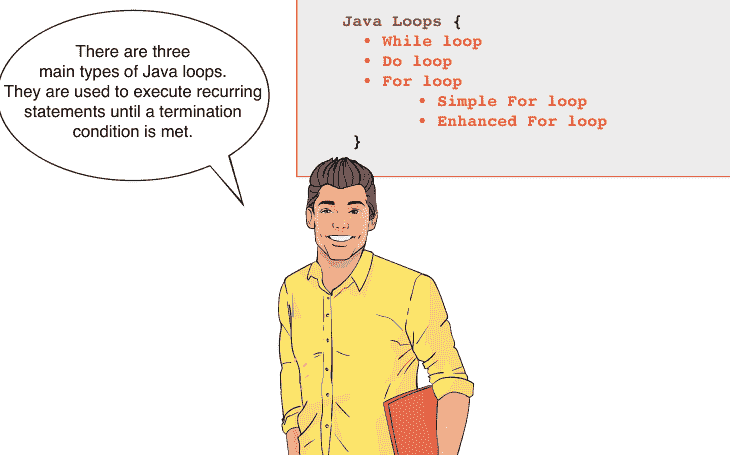 There are three
main types of Java loops.
They are used to execute recurring
statements until a termination
condition is met.
Java Loops {
• While loop
• Do loop
• For loop
• Simple For loop
• Enhanced For loop
}